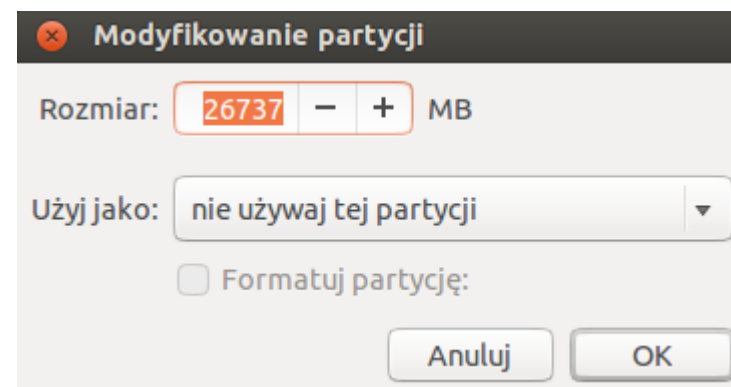 Modyfikowanie partycji
Rozmiar: 26737 − + MB
Użyj jako: nie używaj tej partycji
Formatuj partycję:
Anuluj OK